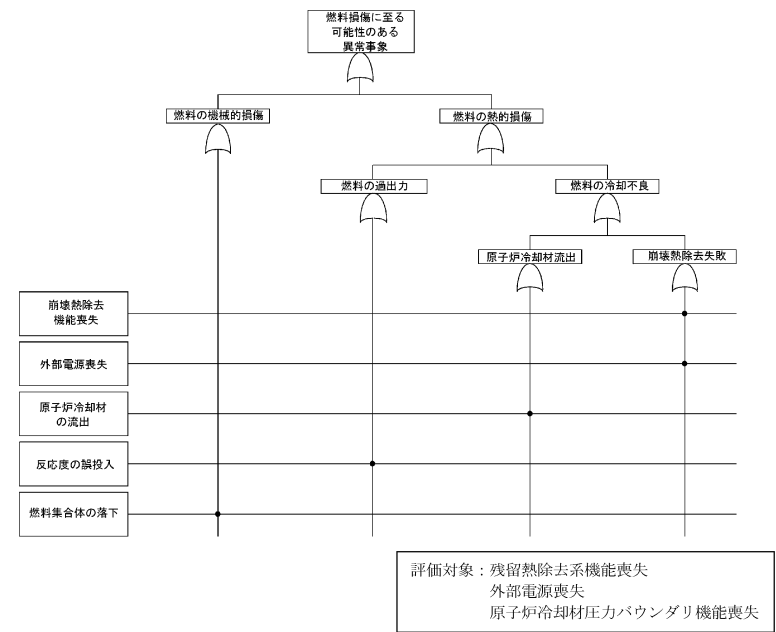 燃料損傷に至る
可能性のある
異常事象
燃料の機械的損傷
燃料の熱的損傷
燃料の過出力
燃料の冷却不良
原子炉冷却材流出
崩壊熱除去失敗
崩壊熱除去
機能喪失
外部電源喪失
原子炉冷却材
の流出
反応度の誤投入
燃料集合体の落下
評価対象：残留熱除去系機能喪失
外部電源喪失
原子炉冷却材圧力バウンダリ機能喪失